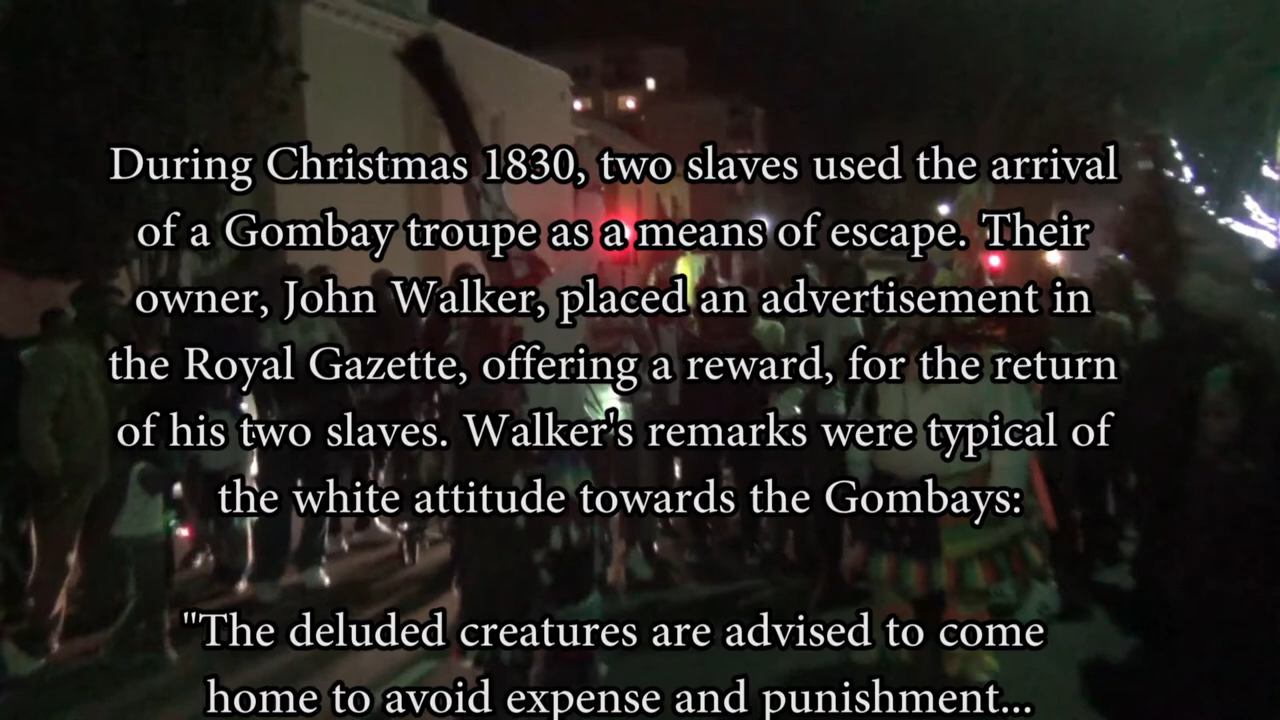 During Christmas 1830, two slaves used the arrival
of a Gombay troupe as a means of escape. Their
owner, John Walker, placed an advertisement in
the Royal Gazette, offering a reward, for the return
of his two slaves. Walker's remarks were typical of
the white attitude towards the Gombays:
"The deluded creatures are advised to come
home to avoid expense and punishment...